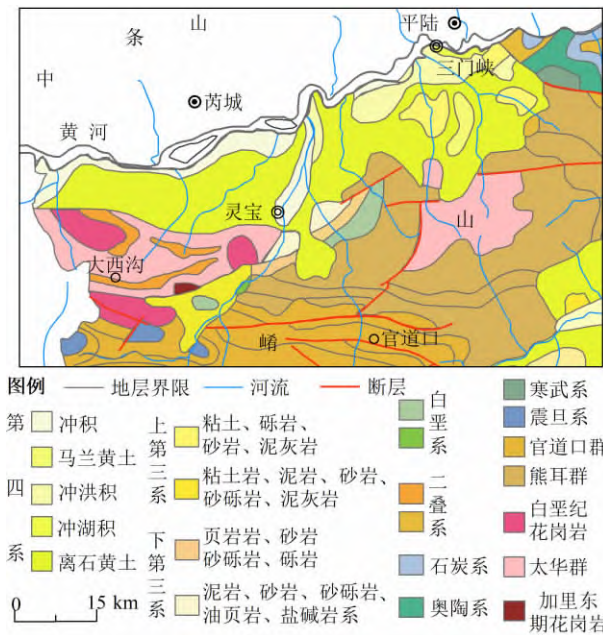 平陆
条 山
中
三门峡
芮城
黄河
灵宝
山
大西沟
崤 官道口
图例 地层界限 河流 断层
第四系
冲积
马兰黄土
冲洪积
冲湖积
离石黄土
0 15 km
上第三系
粘土、砾岩、
砂岩、泥灰岩
粘土岩、泥岩、砂岩、
砂砾岩、泥灰岩
下第三系
页岩岩、砂岩
砂砾岩、砾岩
泥岩、砂岩、砂砾岩、
油页岩、盐碱岩系
白垩系
二叠系
石炭系
奥陶系
寒武系
震旦系
官道口群
熊耳群
白垩纪
花岗岩
太华群
加里东
期花岗岩